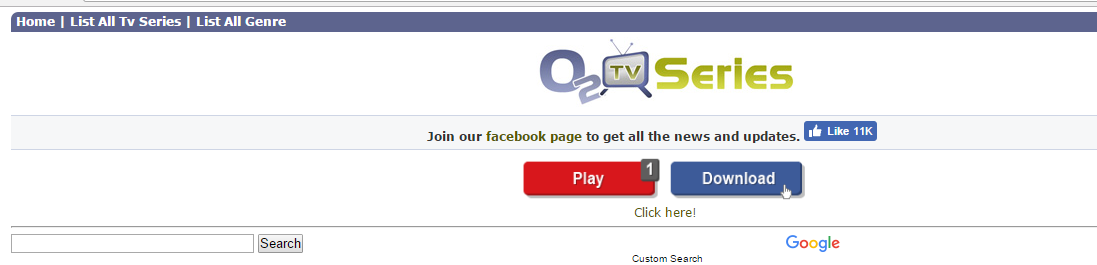 Home | List All Tv Series | List All Genre
O2 TV Series
Join our facebook page to get all the news and updates. Like 11K
Play 1 Download
Click here!
Search Google
Custom Search